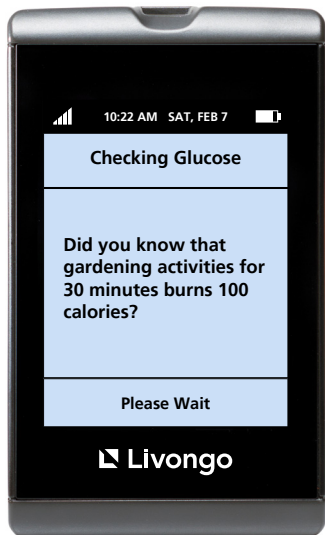 10:22 AM SAT, FEB 7
Checking Glucose
Did you know that
gardening activities for
30 minutes burns 100
calories?
Please Wait
Livongo